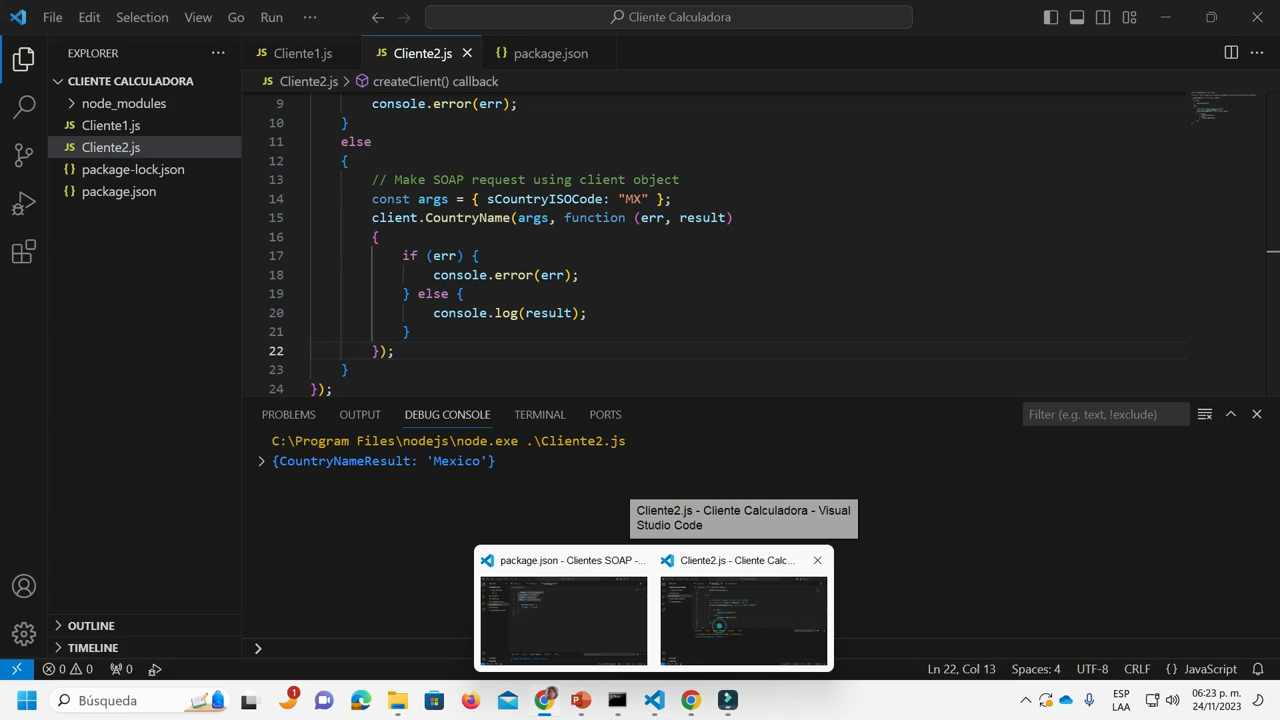 File Edit Selection View Go Run ··· Cliente Calculadora
EXPLORER ···
CLIENTE CALCULADORA
node_modules
JS Cliente1.js
JS Cliente2.js
{} package-lock.json
{} package.json
OUTLINE
TIMELINE
JS Cliente1.js JS Cliente2.js {} package.json
JS Cliente2.js > createClient() callback
9 console.error(err);
10 }
11 else
12 {
13 // Make SOAP request using client object
14 const args = { sCountryISOCode: "MX" };
15 client.CountryName(args, function (err, result)
16 {
17 if (err) {
18 console.error(err);
19 } else {
20 console.log(result);
21 }
22 });
23 }
24 });
PROBLEMS OUTPUT DEBUG CONSOLE TERMINAL PORTS Filter (e.g. text, !exclude)
C:\Program Files\nodejs\node.exe .\Cliente2.js
> {CountryNameResult: 'Mexico'}
Cliente2.js - Cliente Calculadora - Visual
Studio Code
package.json - Clientes SOAP -... Cliente2.js - Cliente Calc...
0 0 0 Ln 22, Col 13 Spaces: 4 UTF-8 CRLF {} JavaScript
Búsqueda 1 ESP 06:23 p. m.
LAA 24/11/2023